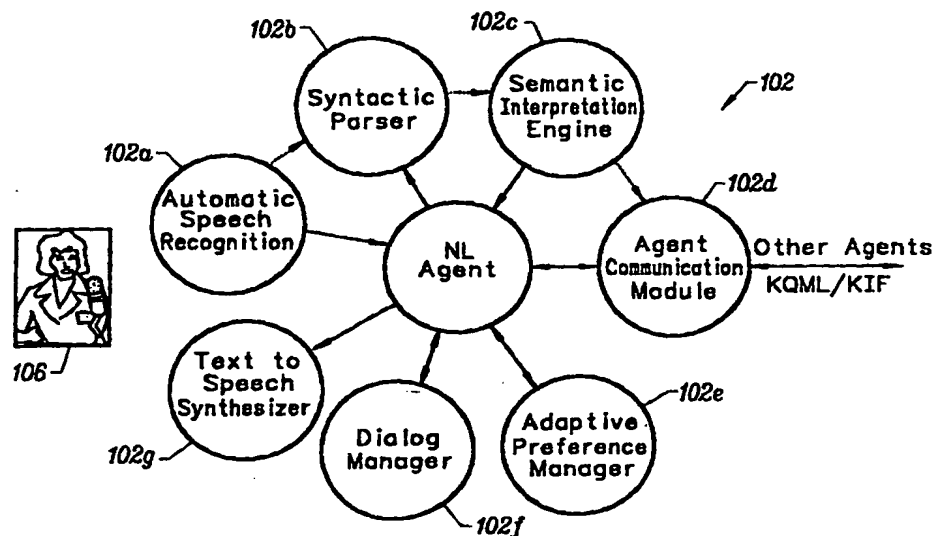 102b
102c
102
Syntactic
Parser
Semantic
Interpretation
Engine
102a
102d
Automatic
Speech
Recognition
NL
Agent
Agent
Communication
Module
Other Agents
KQML/KIF
106
Text to
Speech
Synthesizer
102e
Dialog
Manager
Adaptive
Preference
Manager
102g
102f